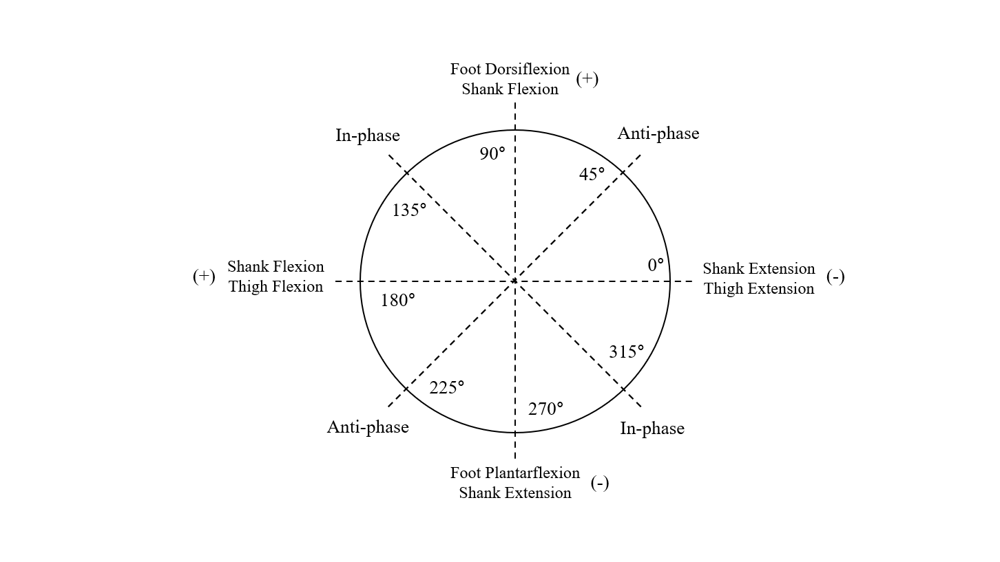 Foot Dorsiflexion
Shank Flexion
(+)
In-phase
Anti-phase
90°
45°
135°
(+)
Shank Flexion
Thigh Flexion
0°
Shank Extension
Thigh Extension
(-)
180°
315°
225°
270°
Anti-phase
In-phase
Foot Plantarflexion
Shank Extension
(-)